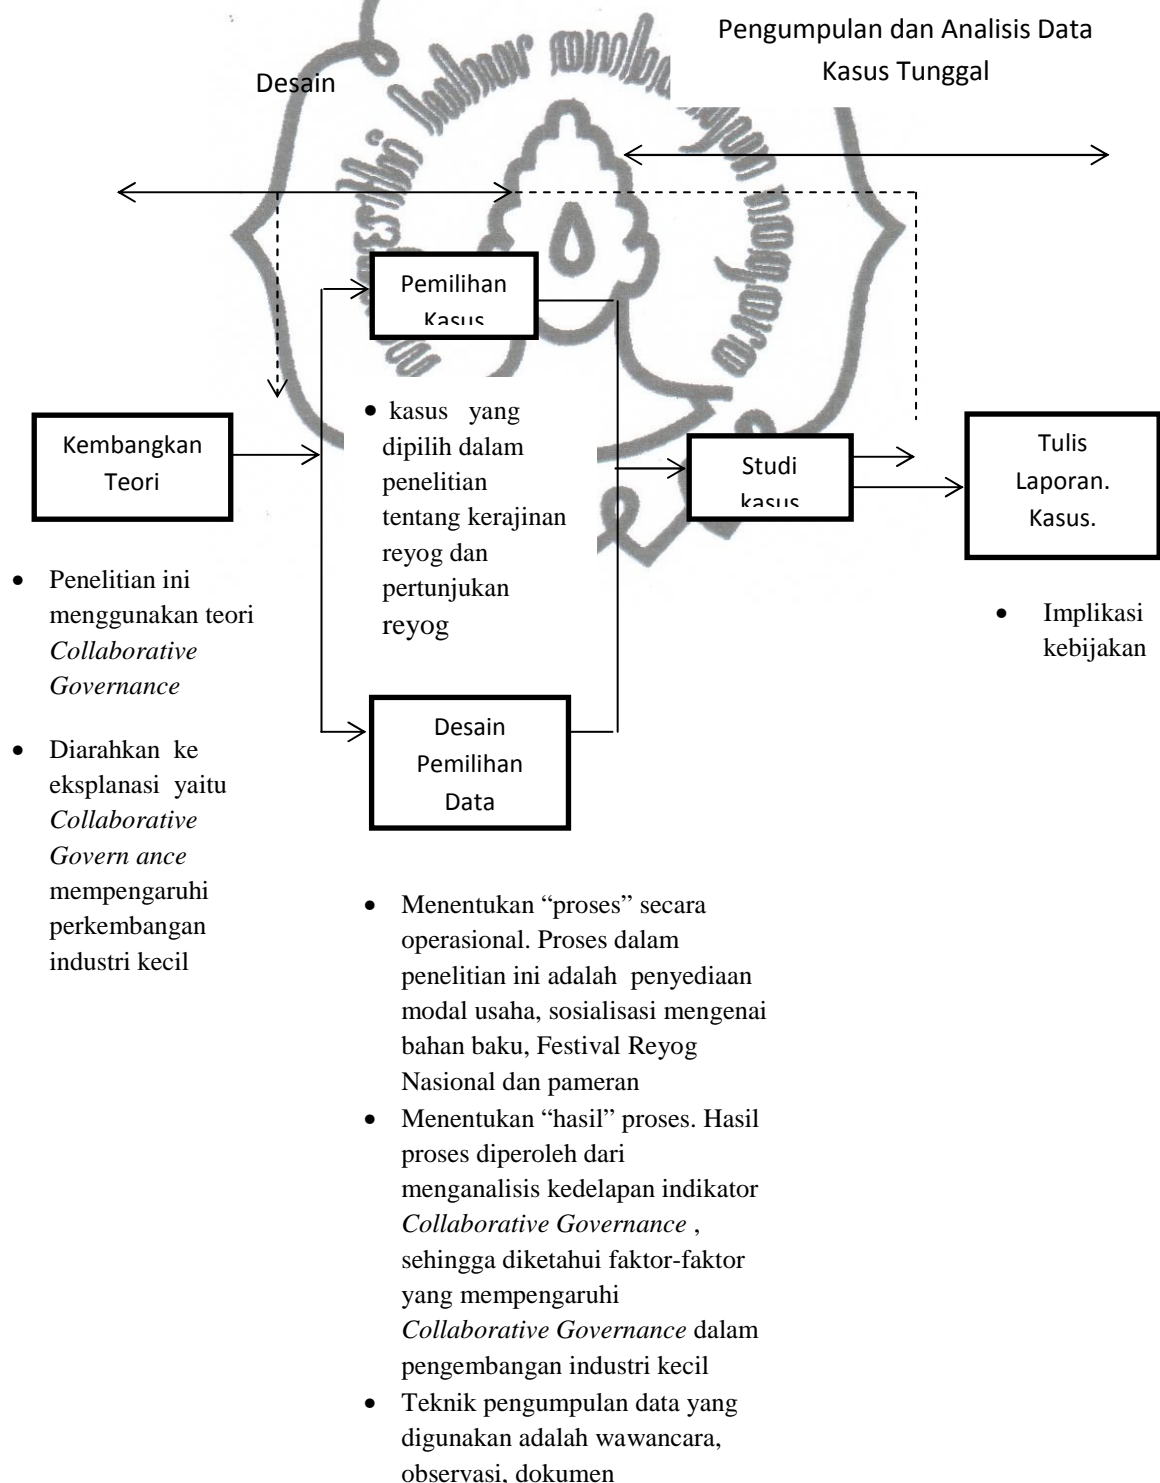 Pengumpulan dan Analisis Data
Kasus Tunggal
Desain
Pemilihan
Kasus
Kembangkan
Teori
• kasus yang
dipilih dalam
penelitian
tentang kerajinan
reyog dan
pertunjukan
reyog
Studi
kasus
Tulis
Laporan.
Kasus.
• Penelitian ini
menggunakan teori
Collaborative
Governance
• Diarahkan ke
eksplanasi yaitu
Collaborative
Govern ance
mempengaruhi
perkembangan
industri kecil
• Implikasi
kebijakan
Desain
Pemilihan
Data
• Menentukan “proses” secara
operasional. Proses dalam
penelitian ini adalah penyediaan
modal usaha, sosialisasi mengenai
bahan baku, Festival Reyog
Nasional dan pameran
• Menentukan “hasil” proses. Hasil
proses diperoleh dari
menganalisis kedelapan indikator
Collaborative Governance ,
sehingga diketahui faktor-faktor
yang mempengaruhi
Collaborative Governance dalam
pengembangan industri kecil
• Teknik pengumpulan data yang
digunakan adalah wawancara,
observasi, dokumen